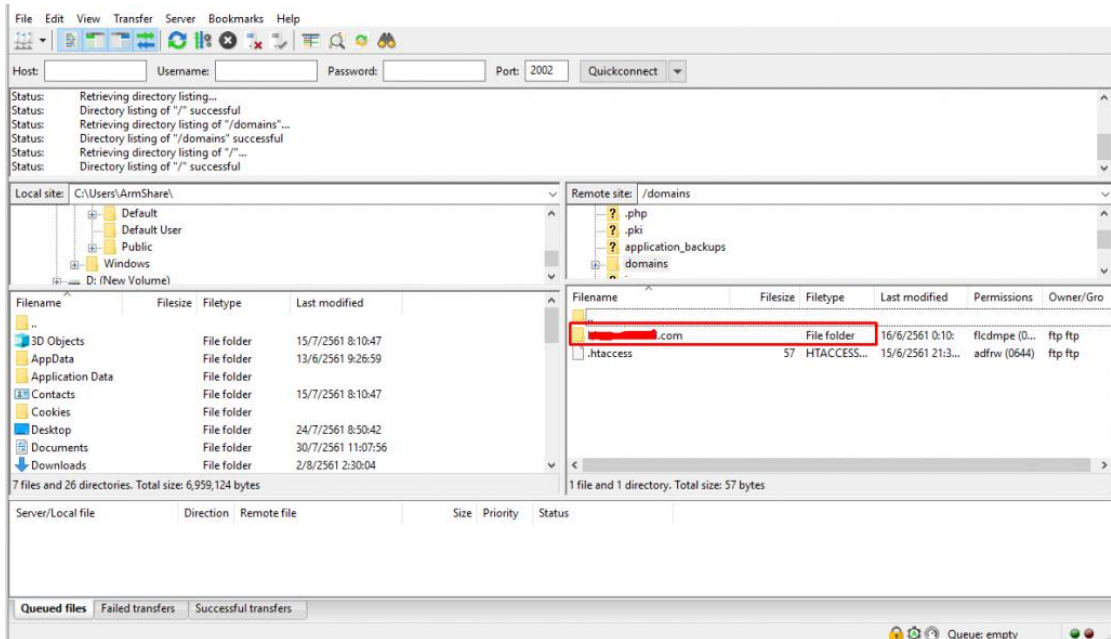 File Edit View Transfer Server Bookmarks Help
Host: Username: Password: Port: 2002 Quickconnect
Status: Retrieving directory listing...
Status: Directory listing of "/" successful
Status: Retrieving directory listing of "/domains"...
Status: Directory listing of "/domains" successful
Status: Retrieving directory listing of "/"...
Status: Directory listing of "/" successful
Local site: C:\Users\ArmShare\
Default
Default User
Public
Windows
D: (New Volume)
Filename Filesize Filetype Last modified
..
3D Objects File folder 15/7/2561 8:10:47
AppData File folder 13/6/2561 9:26:59
Application Data File folder
Contacts File folder 15/7/2561 8:10:47
Cookies File folder
Desktop File folder 24/7/2561 8:50:42
Documents File folder 30/7/2561 11:07:56
Downloads File folder 2/8/2561 2:30:04
7 files and 26 directories. Total size: 6,959,124 bytes
Remote site: /domains
? .php
? .pki
? application_backups
domains
Filename Filesize Filetype Last modified Permissions Owner/Gro
..
.com File folder 16/6/2561 0:10: flcdmpe (0... ftp ftp
.htaccess 57 HTACCESS... 15/6/2561 21:3... adfrw (0644) ftp ftp
1 file and 1 directory. Total size: 57 bytes
Server/Local file Direction Remote file Size Priority Status
Queued files Failed transfers Successful transfers
Queue: empty